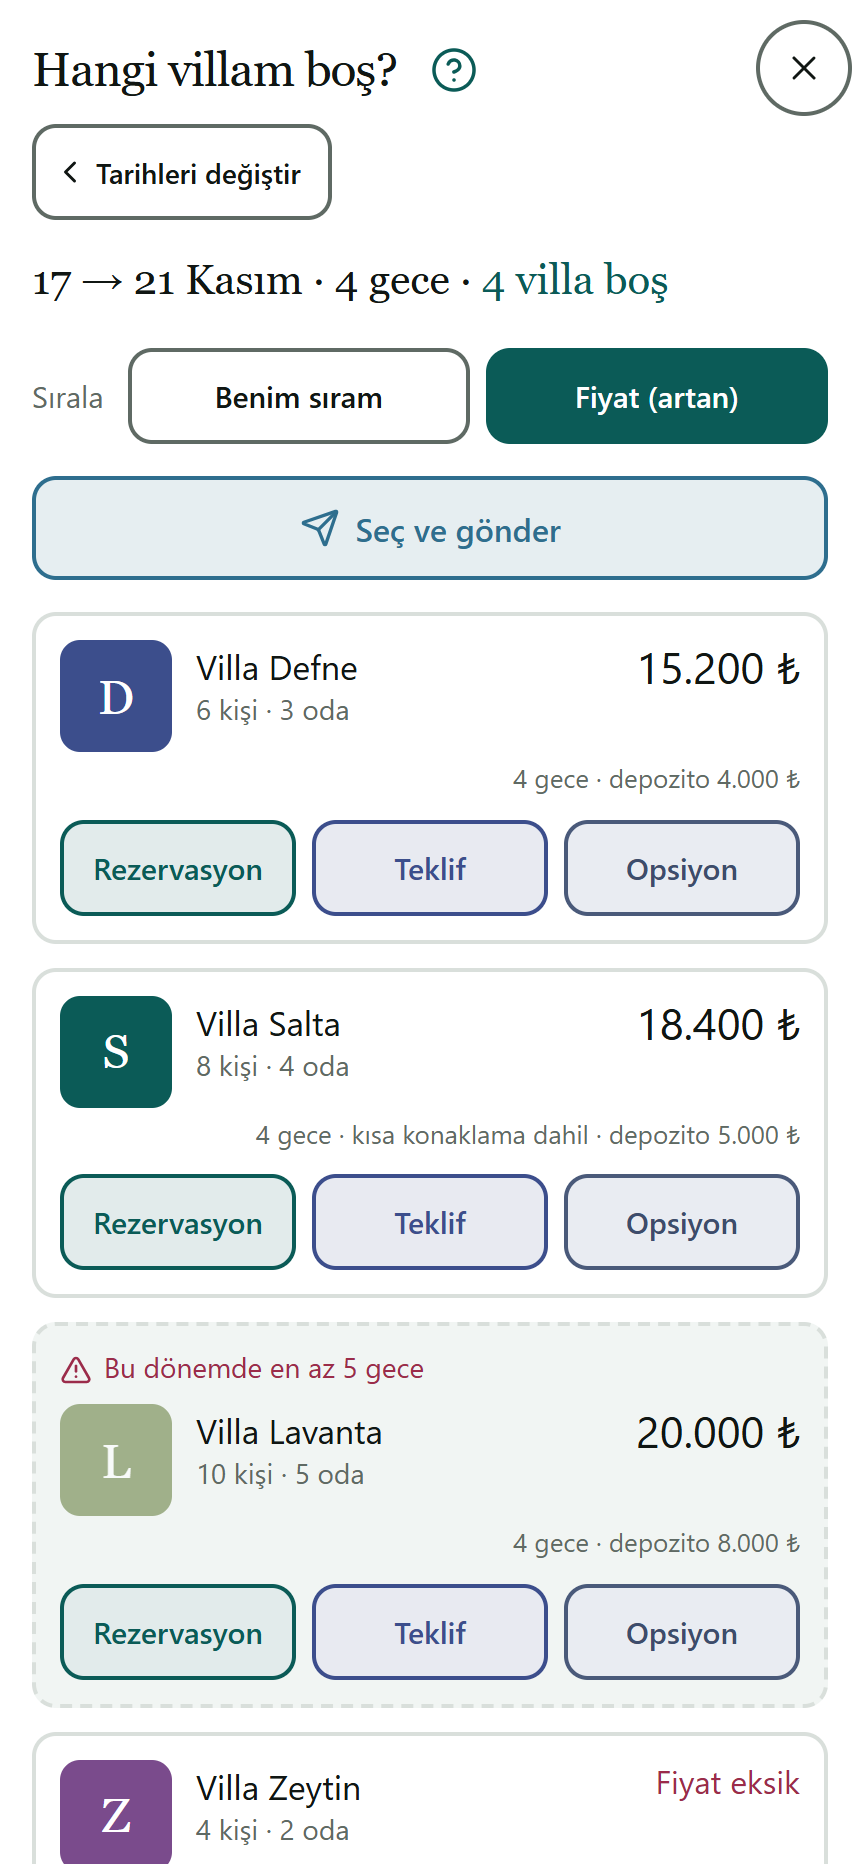 Hangi villam boş?
Tarihleri değiştir
17 → 21 Kasım · 4 gece · 4 villa boş
Sırala
Benim sıram
Fiyat (artan)
Seç ve gönder
D
Villa Defne
15.200 ₺
6 kişi · 3 oda
4 gece · depozito 4.000 ₺
Rezervasyon
Teklif
Opsiyon
S
Villa Salta
18.400 ₺
8 kişi · 4 oda
4 gece · kısa konaklama dahil · depozito 5.000 ₺
Rezervasyon
Teklif
Opsiyon
Bu dönemde en az 5 gece
L
Villa Lavanta
20.000 ₺
10 kişi · 5 oda
4 gece · depozito 8.000 ₺
Rezervasyon
Teklif
Opsiyon
Z
Villa Zeytin
Fiyat eksik
4 kişi · 2 oda